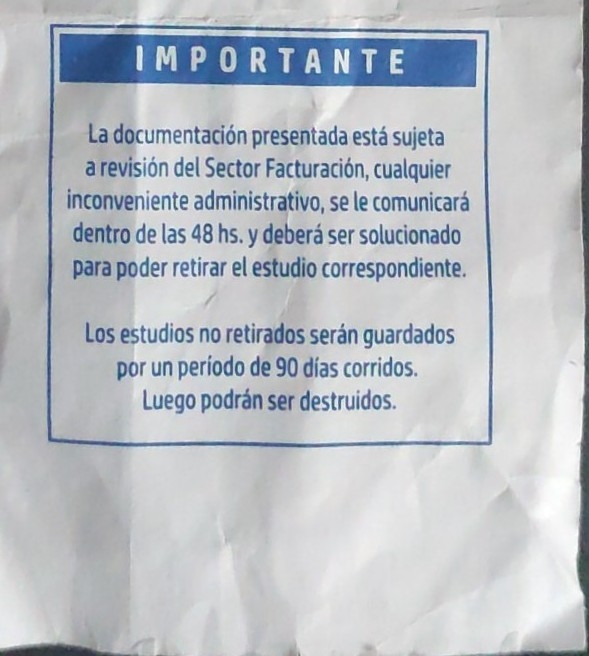 IMPORTANTE
La documentación presentada está sujeta
a revisión del Sector Facturación, cualquier
inconveniente administrativo, se le comunicará
dentro de las 48 hs. y deberá ser solucionado
para poder retirar el estudio correspondiente.
Los estudios no retirados serán guardados
por un período de 90 días corridos.
Luego podrán ser destruidos.